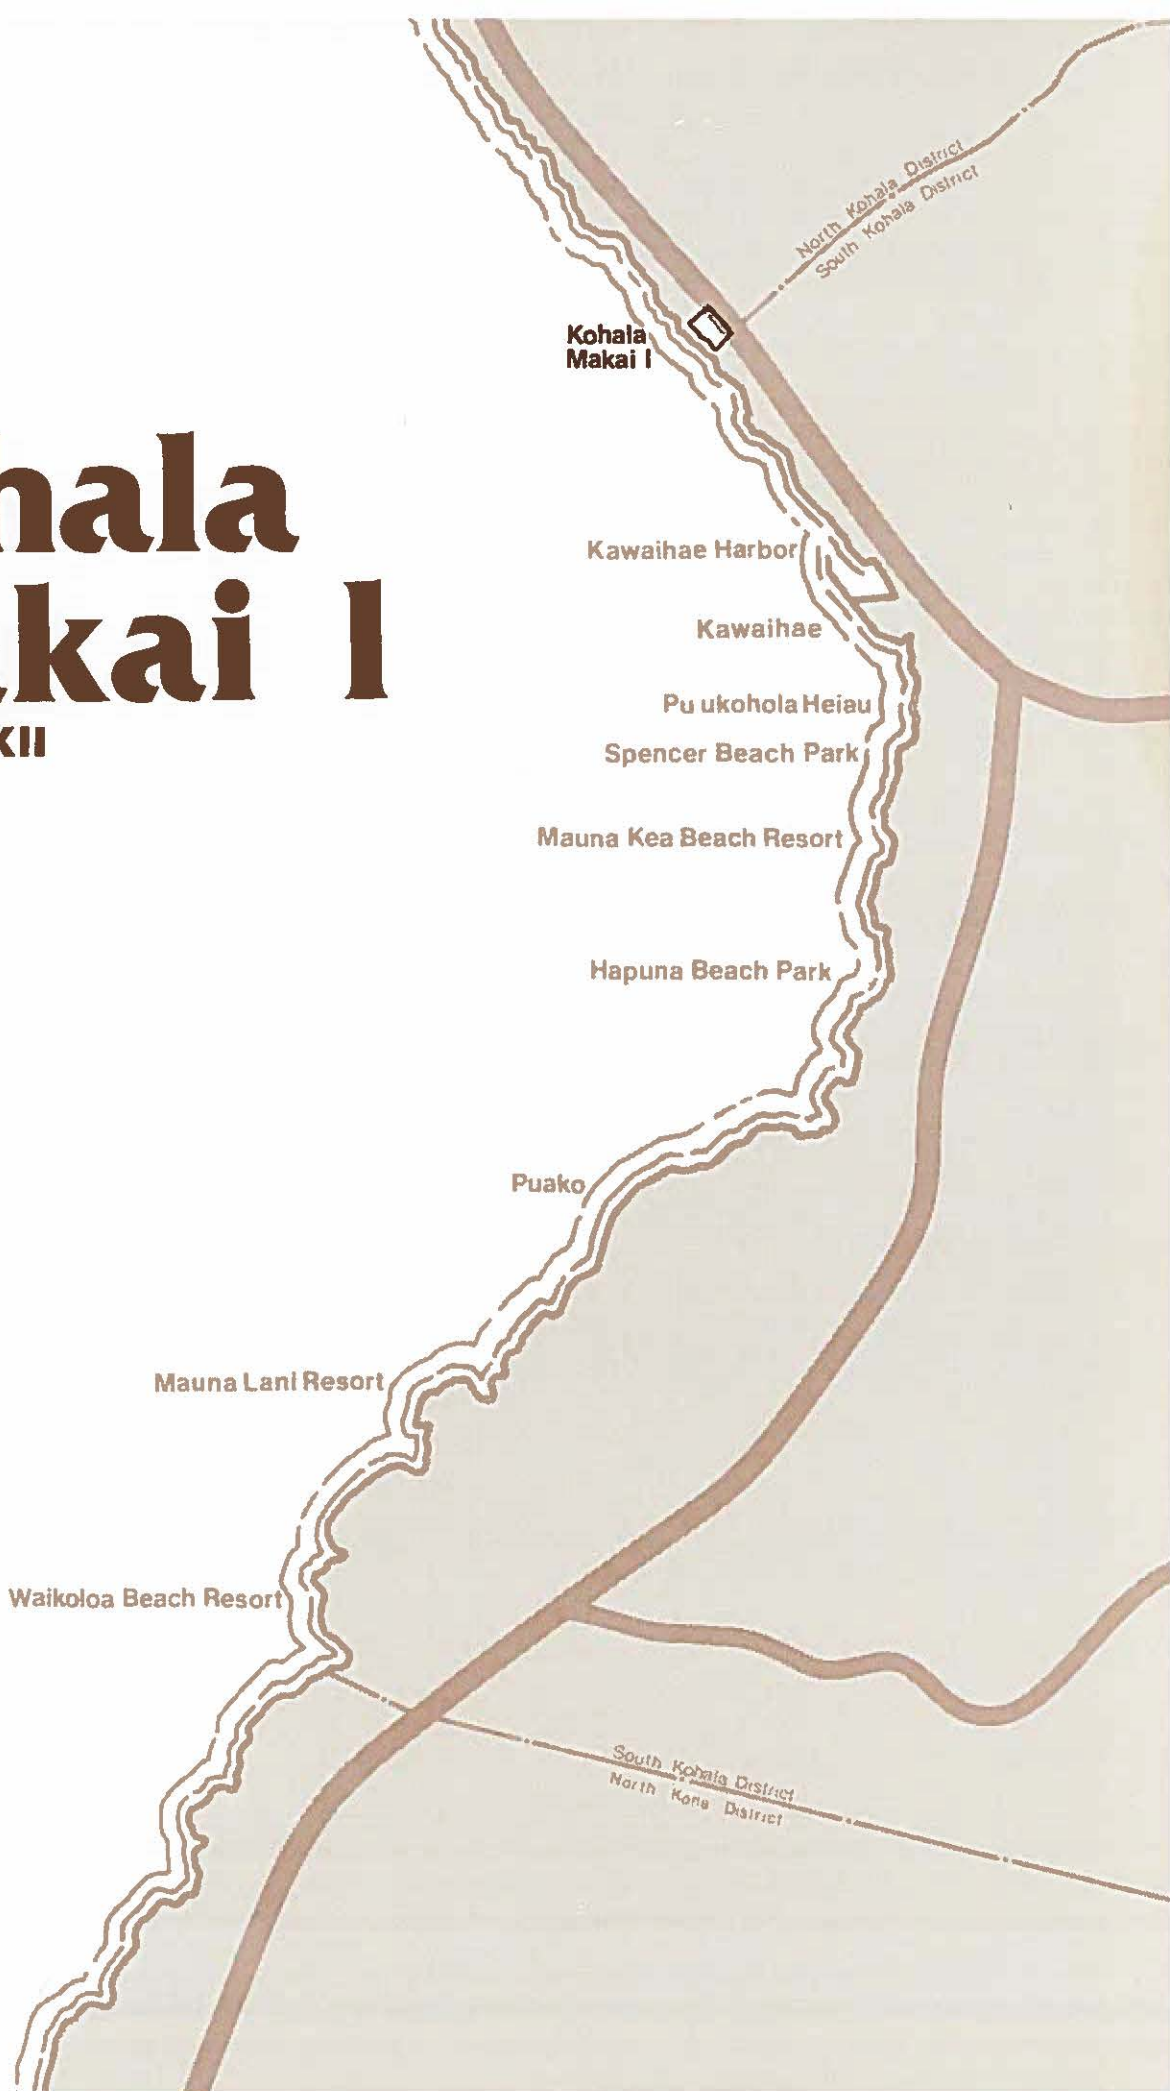 North Kohala District
South Kohala District
Kohala
Makai I
hala
kai I
XII
Kawaihae Harbor
Kawaihae
Pu ukohola Heiau
Spencer Beach Park
Mauna Kea Beach Resort
Hapuna Beach Park
Puako
Mauna Lani Resort
Waikoloa Beach Resort
South Kohala District
North Kona District